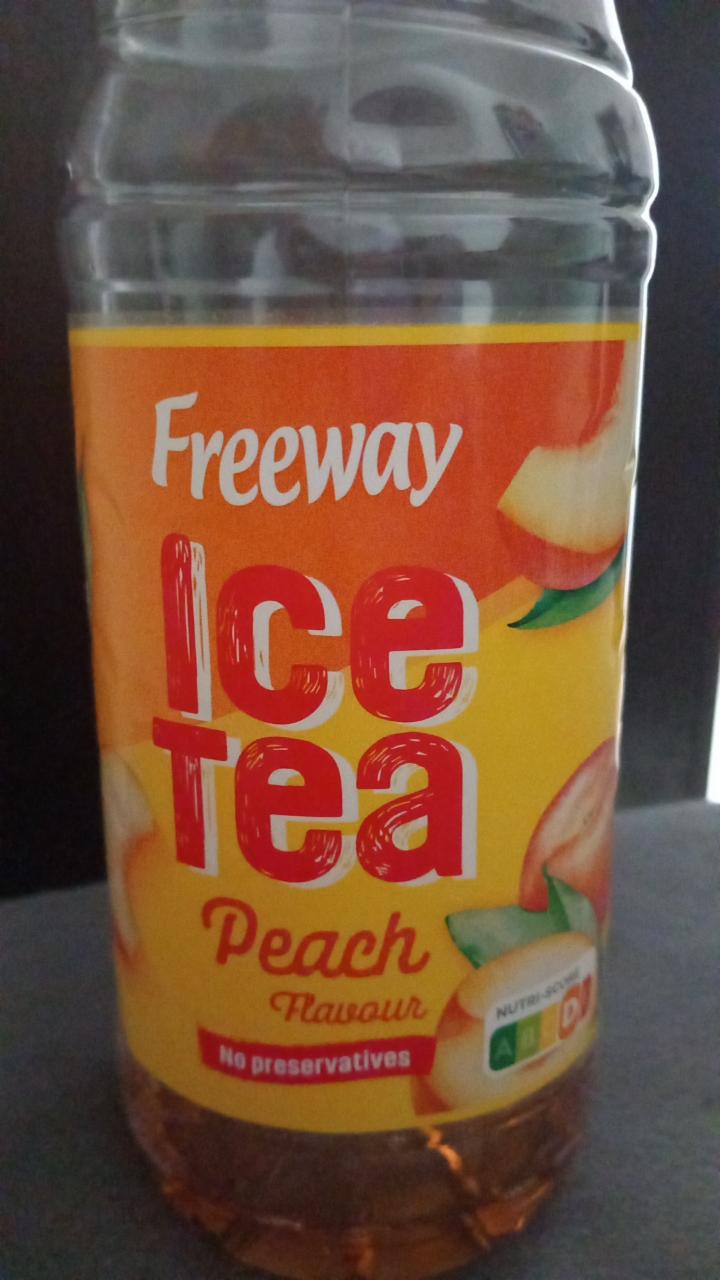 Freeway
Ice
Tea
Peach
Flavour
No preservatives
NUTRI-SCORE
A B D